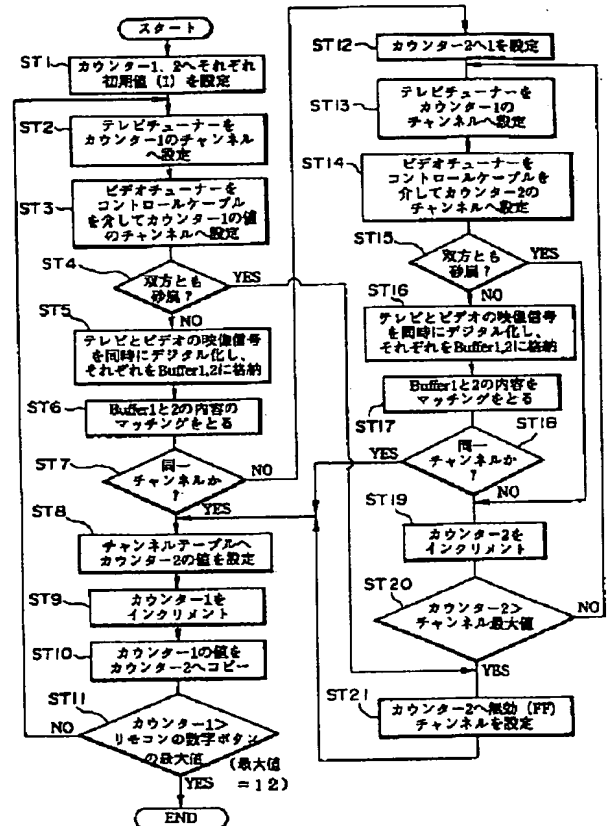 スタート
ST1
カウンター1、2へそれぞれ
初期値(1)を設定
ST2
テレビチューナーを
カウンター1のチャンネル
へ設定
ST3
ビデオチューナーを
コントロールケーブル
を介してカウンター1の値
のチャンネルへ設定
ST4
双方とも
砂嵐?
YES
NO
ST5
テレビとビデオの映像信号
を同時にデジタル化し、
それぞれをBuffer1,2に格納
ST6
Buffer1と2の内容の
マッチングをとる
ST7
同一
チャンネルか
?
NO
YES
ST8
チャンネルテーブルへ
カウンター2の値を設定
ST9
カウンター1を
インクリメント
ST10
カウンター1の値を
カウンター2へコピー
ST11
カウンター1>
リモコンの数字ボタン
の最大値
NO
(最大値
=12)
YES
END
ST12
カウンター2へ1を設定
ST13
テレビチューナーを
カウンター1の
チャンネルへ設定
ST14
ビデオチューナーを
コントロールケーブルを
介してカウンター2の
チャンネルへ設定
ST15
双方とも
砂嵐?
YES
NO
ST16
テレビとビデオの映像信号
を同時にデジタル化し、
それぞれをBuffer1,2に格納
Buffer1と2の内容を
マッチングをとる
ST17
ST18
同一
チャンネルか
?
YES
NO
ST19
カウンター2を
インクリメント
ST20
カウンター2>
チャンネル最大値
NO
YES
ST21
カウンター2へ無効(FF)
チャンネルを設定